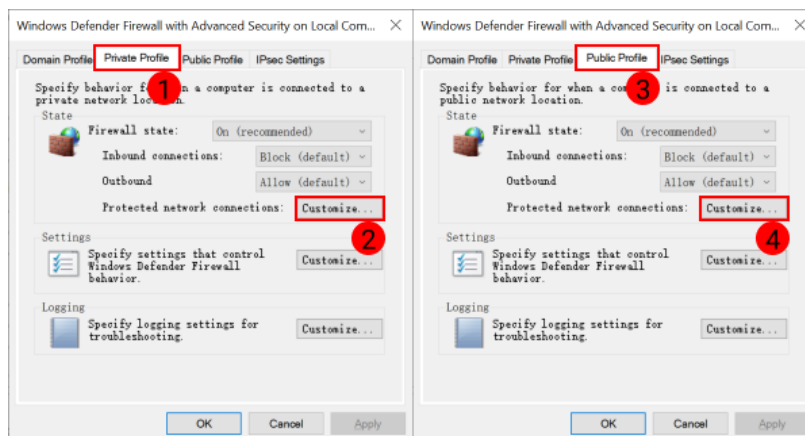 Windows Defender Firewall with Advanced Security on Local Com...
Domain Profile Private Profile Public Profile IPsec Settings
1
Specify behavior f n a computer is connected to a
private network loc n.
State
Firewall state: On (recommended)
Inbound connections: Block (default)
Outbound Allow (default)
Protected network connections: Customize...
2
Settings
Specify settings that control
Windows Defender Firewall
behavior.
Customize...
Logging
Specify logging settings for
troubleshooting.
Customize...
OK Cancel Apply
Windows Defender Firewall with Advanced Security on Local Com...
Domain Profile Private Profile Public Profile IPsec Settings
3
Specify behavior for when a co is connected to a
public network location.
State
Firewall state: On (recommended)
Inbound connections: Block (default)
Outbound Allow (default)
Protected network connections: Customize...
4
Settings
Specify settings that control
Windows Defender Firewall
behavior.
Customize...
Logging
Specify logging settings for
troubleshooting.
Customize...
OK Cancel Apply